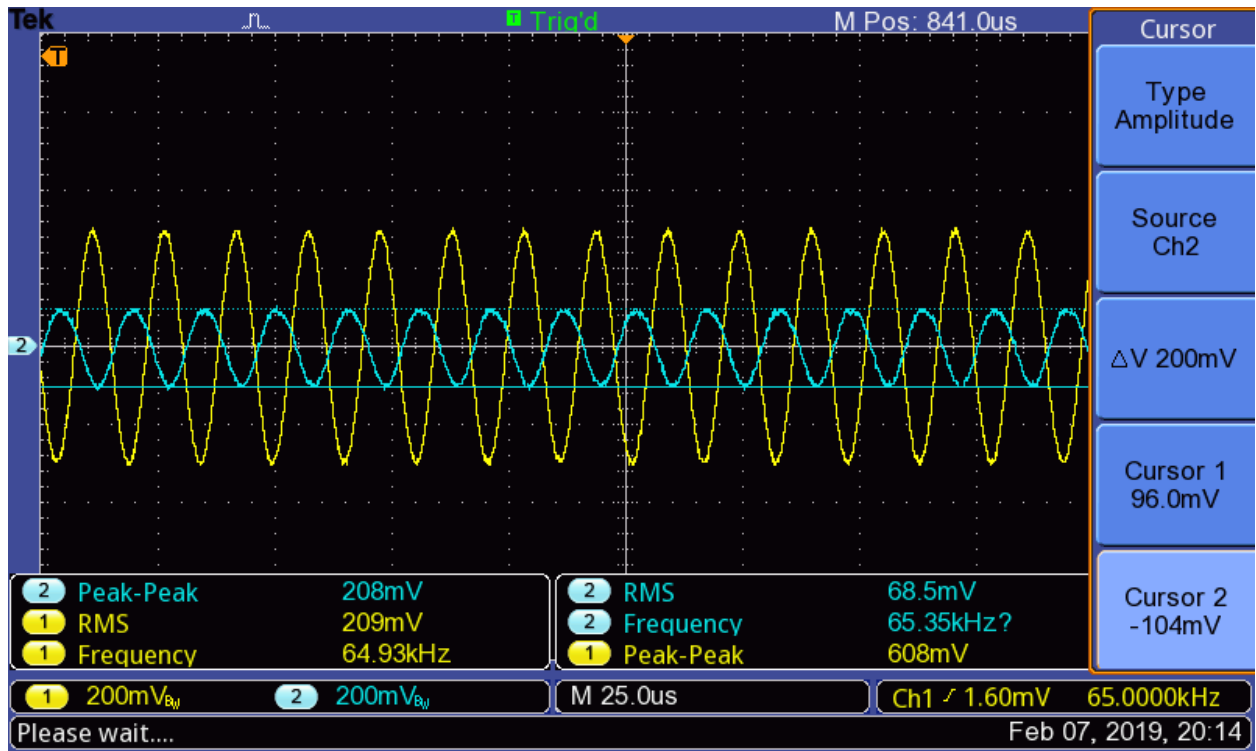 Tek T Trig'd M Pos: 841.0us
T
2
Cursor
Type
Amplitude
Source
Ch2
△V 200mV
Cursor 1
96.0mV
Cursor 2
-104mV
2 Peak-Peak 208mV
1 RMS 209mV
1 Frequency 64.93kHz
2 RMS 68.5mV
2 Frequency 65.35kHz?
1 Peak-Peak 608mV
1 200mVBW 2 200mVBW
M 25.0us
Ch1 1.60mV 65.0000kHz
Please wait.... Feb 07, 2019, 20:14